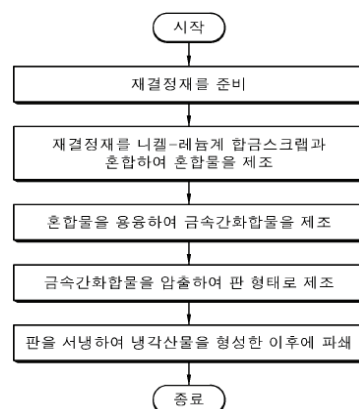 시작
재결정재를 준비
재결정재를 니켈-레늄계 합금스크랩과
혼합하여 혼합물을 제조
혼합물을 용융하여 금속간화합물을 제조
금속간화합물을 압출하여 판 형태로 제조
판을 서냉하여 냉각산물을 형성한 이후에 파쇄
종료